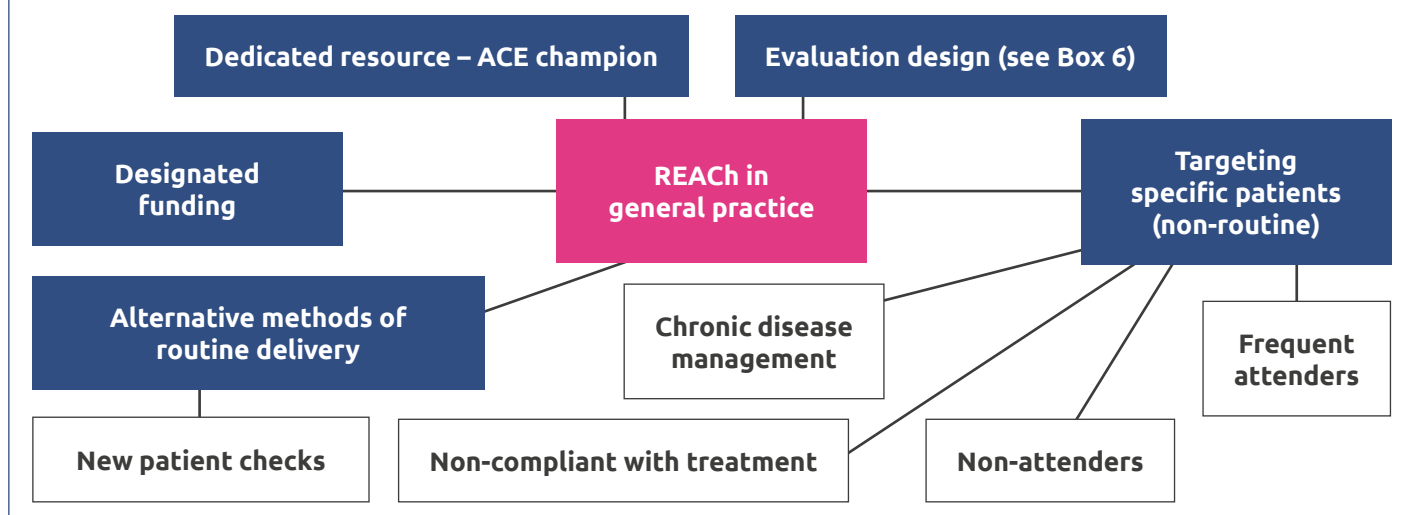 Dedicated resource – ACE champion
Evaluation design (see Box 6)
Designated
funding
REACh in
general practice
Targeting
specific patients
(non-routine)
Alternative methods of
routine delivery
Chronic disease
management
Frequent
attenders
New patient checks
Non-compliant with treatment
Non-attenders